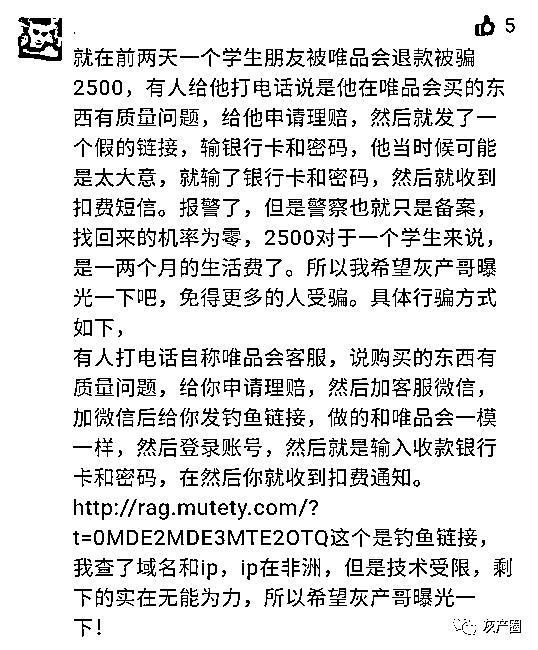 5
就在前两天一个学生朋友被唯品会退款被骗
2500，有人给他打电话说是他在唯品会买的东
西有质量问题，给他申请理赔，然后就发了一
个假的链接，输银行卡和密码，他当时候可能
是太大意，就输了银行卡和密码，然后就收到
扣费短信。报警了，但是警察也就只是备案，
找回来的机率为零，2500对于一个学生来说，
是一两个月的生活费了。所以我希望灰产哥曝
光一下吧，免得更多的人受骗。具体行骗方式
如下，
有人打电话自称唯品会客服，说购买的东西有
质量问题，给你申请理赔，然后加客服微信，
加微信后给你发钓鱼链接，做的和唯品会一模
一样，然后登录账号，然后就是输入收款银行
卡和密码，在然后你就收到扣费通知。
http://rag.mutety.com/?
t=0MDE2MDE3MTE2OTQ这个是钓鱼链接，
我查了域名和ip，ip在非洲，但是技术受限，剩
下的实在无能为力，所以希望灰产哥曝光一
下！
灰产圈